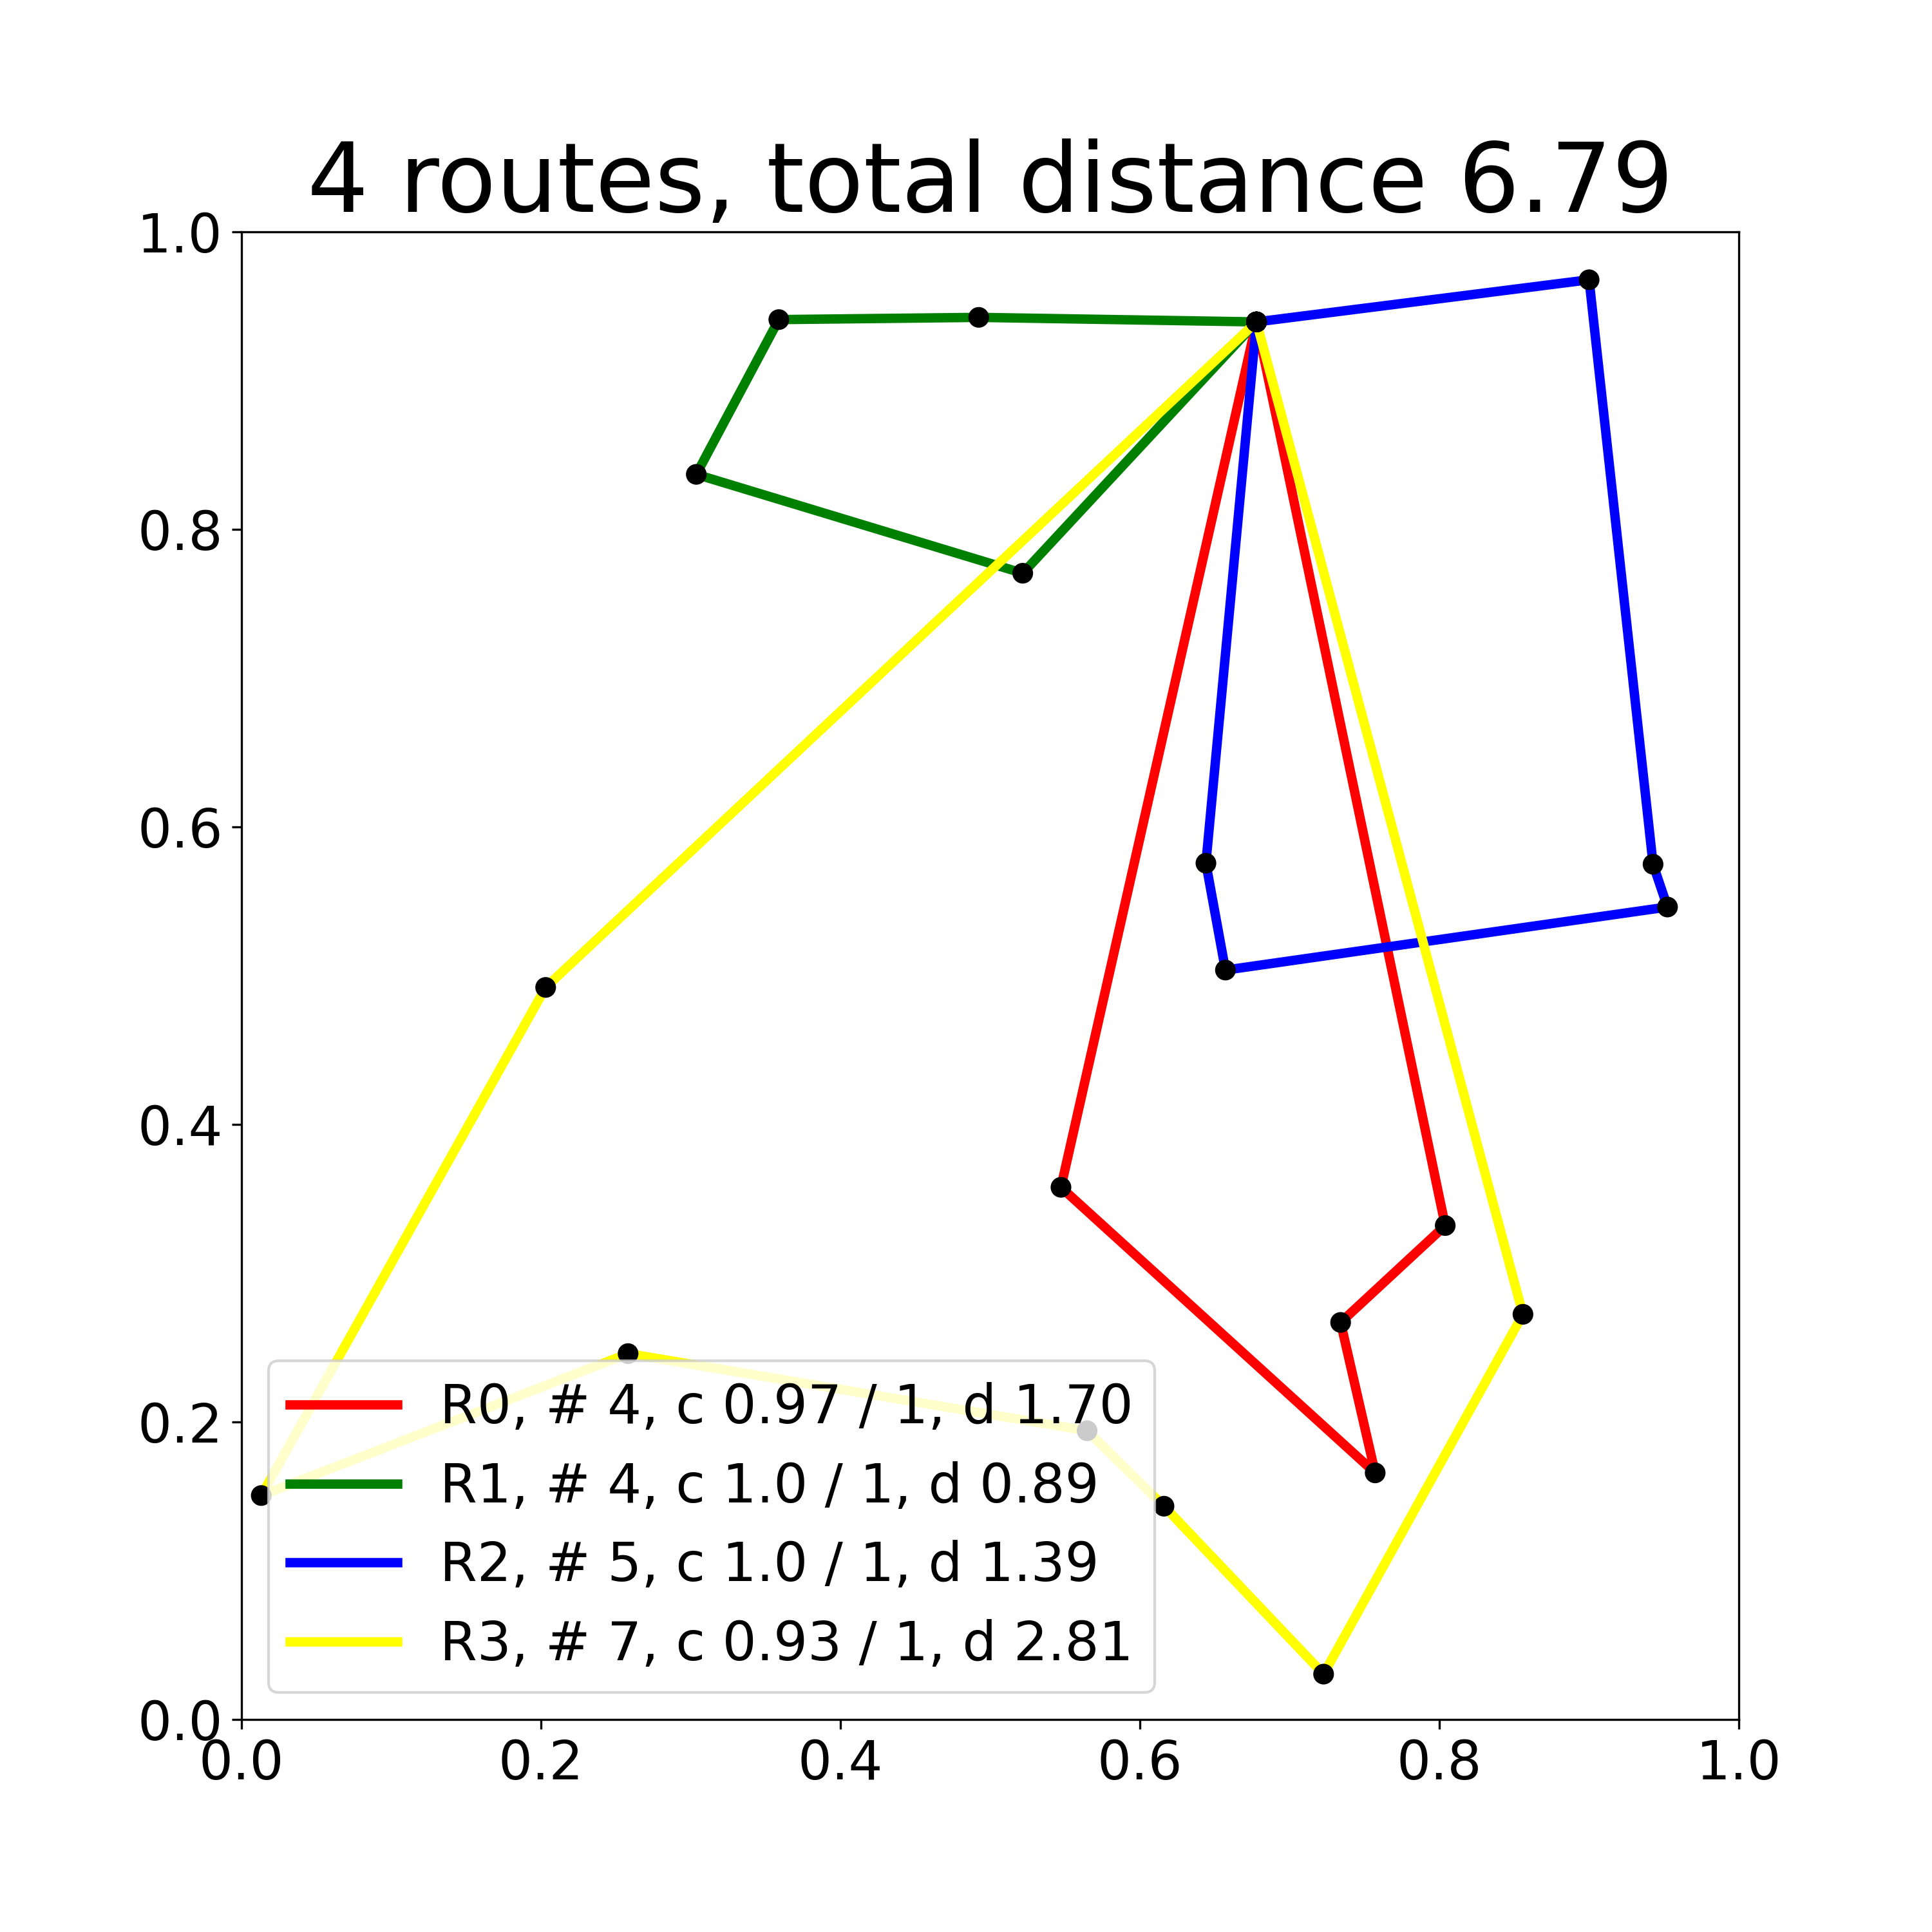 4 routes, total distance 6.79
1.0
0.8
0.6
0.4
0.2
0.0
R0, # 4, c 0.97 / 1, d 1.70
R1, # 4, c 1.0 / 1, d 0.89
R2, # 5, c 1.0 / 1, d 1.39
R3, # 7, c 0.93 / 1, d 2.81
0.0 0.2 0.4 0.6 0.8 1.0